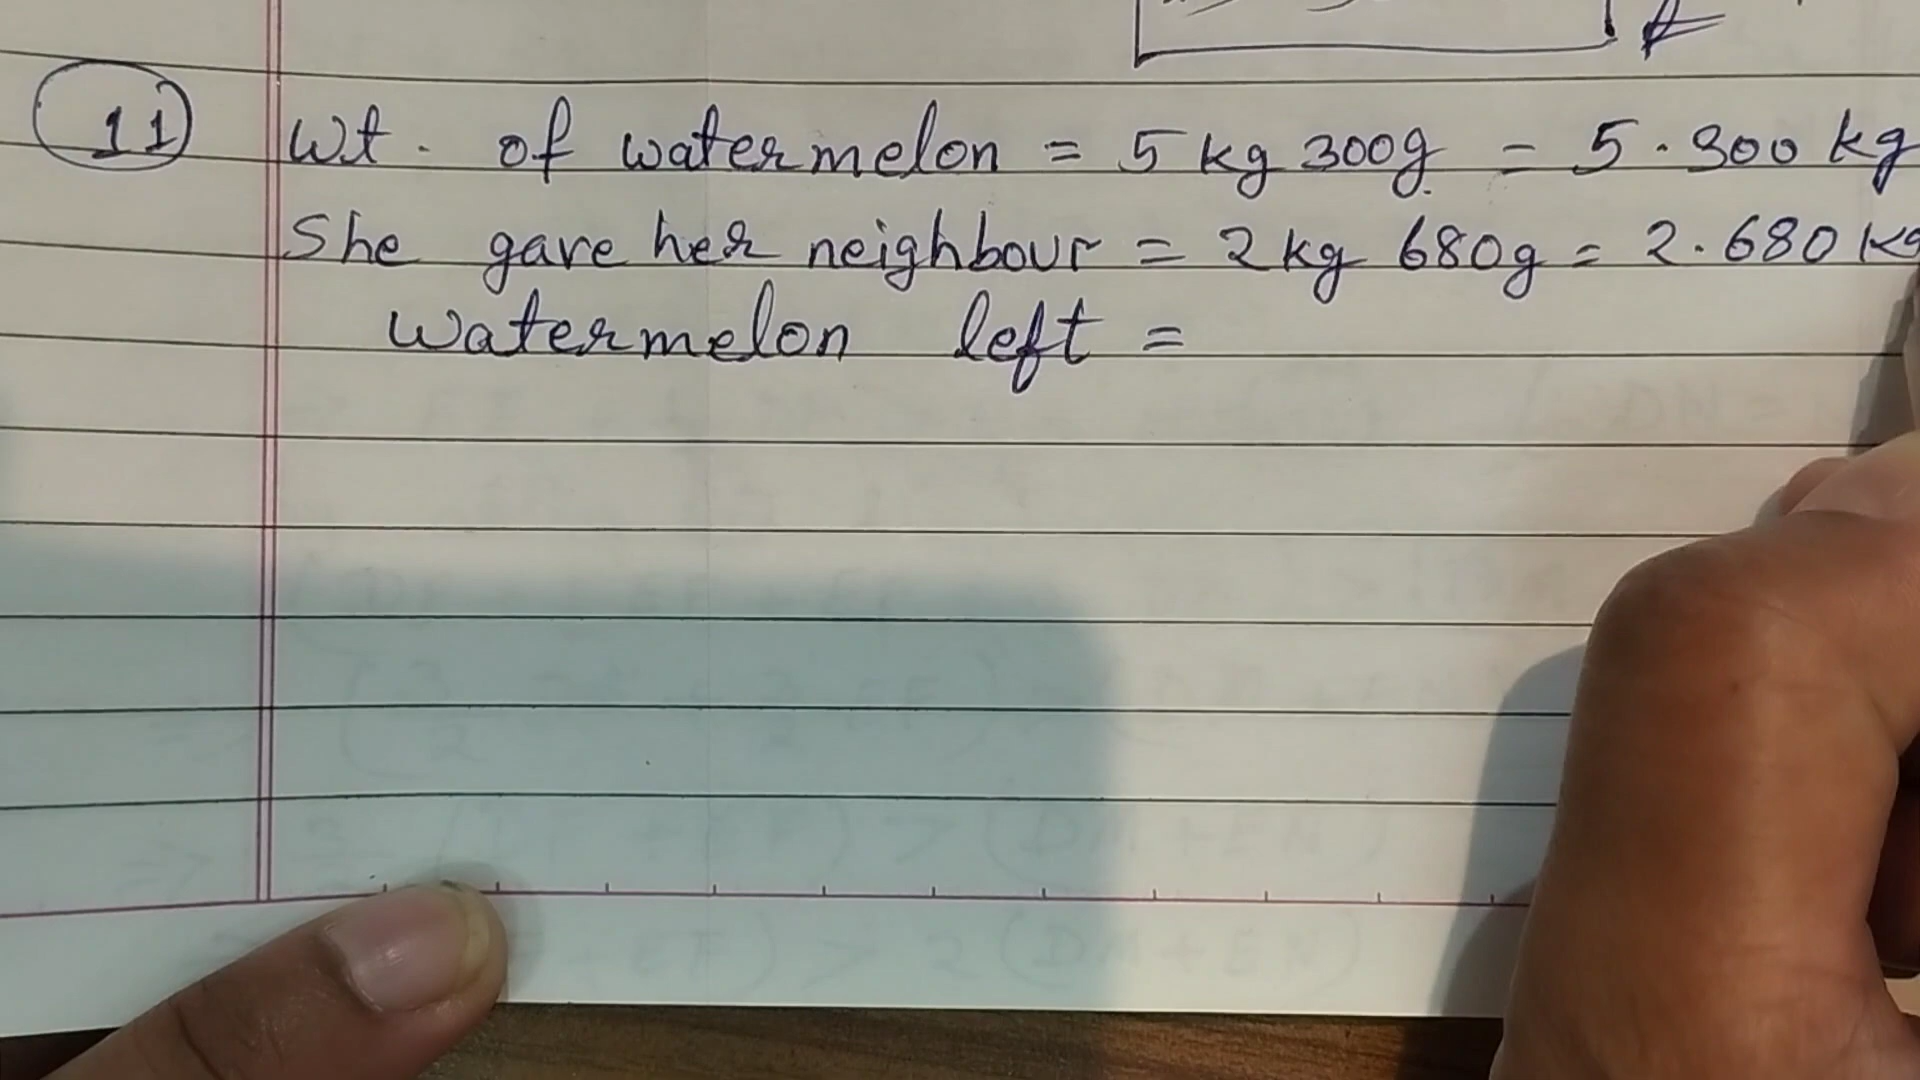 11 Wt. of watermelon = 5 kg 300g = 5.300 kg
She gave her neighbour = 2 kg 680g = 2.680 kg
Watermelon left =